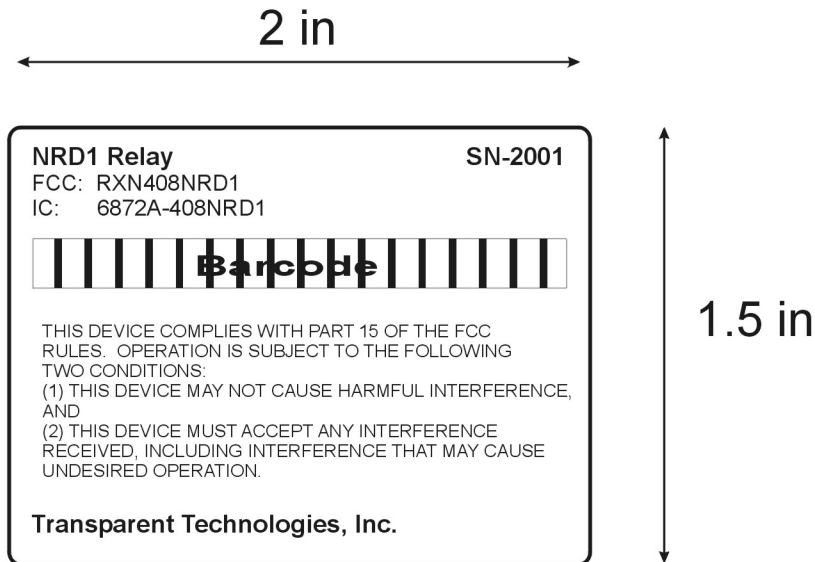 2 in
NRD1 Relay SN-2001
FCC: RXN408NRD1
IC: 6872A-408NRD1
Barcode
1.5 in
THIS DEVICE COMPLIES WITH PART 15 OF THE FCC
RULES. OPERATION IS SUBJECT TO THE FOLLOWING
TWO CONDITIONS:
(1) THIS DEVICE MAY NOT CAUSE HARMFUL INTERFERENCE,
AND
(2) THIS DEVICE MUST ACCEPT ANY INTERFERENCE
RECEIVED, INCLUDING INTERFERENCE THAT MAY CAUSE
UNDESIRED OPERATION.
Transparent Technologies, Inc.